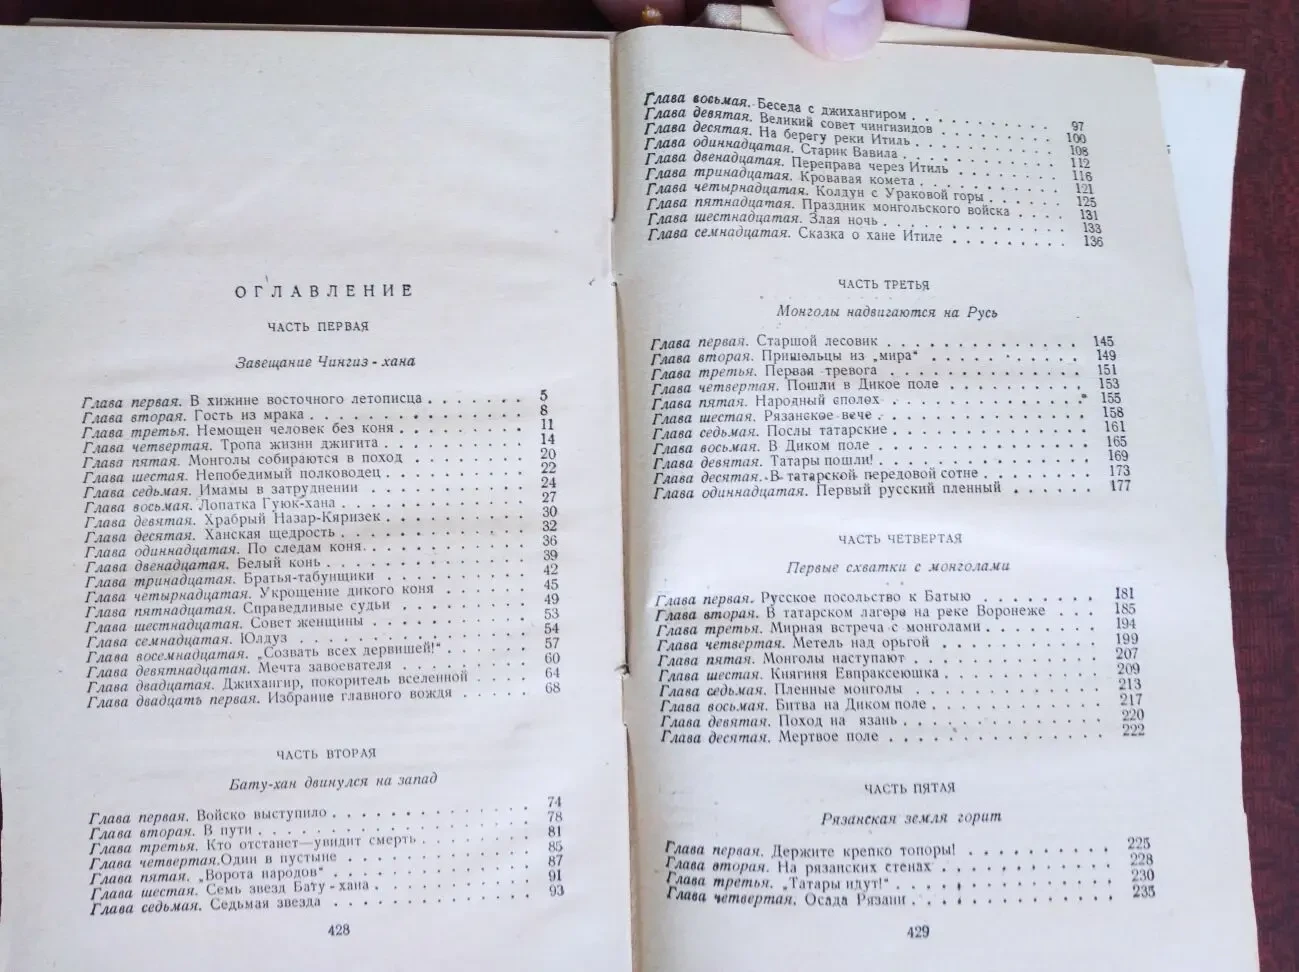 ОГЛАВЛЕНИЕ
ЧАСТЬ ПЕРВАЯ
Завещание Чингиз-хана
Глава первая. В хижине восточного летописца . . . . . . . 5
Глава вторая. Гость из мрака . . . . . . . . . . . . . . . 8
Глава третья. Немощен человек без коня . . . . . . . . . 11
Глава четвертая. Тропа жизни джигита . . . . . . . . . . 14
Глава пятая. Монголы собираются в поход . . . . . . . . 20
Глава шестая. Непобедимый полководец . . . . . . . . . . 22
Глава седьмая. Имамы в затруднении . . . . . . . . . . . 24
Глава восьмая. Лопатка Гуюк-хана . . . . . . . . . . . . 27
Глава девятая. Храбрый Назар-Кяризек . . . . . . . . . . 30
Глава десятая. Ханская щедрость . . . . . . . . . . . . . 32
Глава одиннадцатая. По следам коня . . . . . . . . . . . 36
Глава двенадцатая. Белый конь . . . . . . . . . . . . . . 39
Глава тринадцатая. Братья-табунщики . . . . . . . . . . 42
Глава четырнадцатая. Укрощение дикого коня . . . . . . 45
Глава пятнадцатая. Справедливые судьи . . . . . . . . . 49
Глава шестнадцатая. Совет женщины . . . . . . . . . . . 53
Глава семнадцатая. Юлдуз . . . . . . . . . . . . . . . . 54
Глава восемнадцатая. „Созвать всех дервишей!“ . . . . . 57
Глава девятнадцатая. Мечта завоевателя . . . . . . . . . 60
Глава двадцатая. Джихангир, покоритель вселенной . . . . 64
Глава двадцать первая. Избрание главного вождя . . . . . 68
ЧАСТЬ ВТОРАЯ
Бату-хан двинулся на запад
Глава первая. Войско выступило . . . . . . . . . . . . . 74
Глава вторая. В пути . . . . . . . . . . . . . . . . . . 78
Глава третья. Кто отстанет—увидит смерть . . . . . . . . 81
Глава четвертая. Один в пустыне . . . . . . . . . . . . . 85
Глава пятая. „Ворота народов“ . . . . . . . . . . . . . . 87
Глава шестая. Семь звезд Бату-хана . . . . . . . . . . . 91
Глава седьмая. Седьмая звезда . . . . . . . . . . . . . . 93
428
Глава восьмая. Беседа с джихангиром . . . . . . . . . . . 97
Глава девятая. Великий совет чингизидов . . . . . . . . . 100
Глава десятая. На берегу реки Итиль . . . . . . . . . . . 108
Глава одиннадцатая. Старик Вавила . . . . . . . . . . . . 112
Глава двенадцатая. Переправа через Итиль . . . . . . . . 116
Глава тринадцатая. Кровавая комета . . . . . . . . . . . 121
Глава четырнадцатая. Колдун с Ураковой горы . . . . . . 125
Глава пятнадцатая. Праздник монгольского войска . . . . 131
Глава шестнадцатая. Злая ночь . . . . . . . . . . . . . . 133
Глава семнадцатая. Сказка о хане Итиле . . . . . . . . . 136
ЧАСТЬ ТРЕТЬЯ
Монголы надвигаются на Русь
Глава первая. Старшой лесовик . . . . . . . . . . . . . . 145
Глава вторая. Пришельцы из „мира“ . . . . . . . . . . . . 149
Глава третья. Первая тревога . . . . . . . . . . . . . . 151
Глава четвертая. Пошли в Дикое поле . . . . . . . . . . . 153
Глава пятая. Народный сполох . . . . . . . . . . . . . . 155
Глава шестая. Рязанское вече . . . . . . . . . . . . . . 158
Глава седьмая. Послы татарские . . . . . . . . . . . . . 161
Глава восьмая. В Диком поле . . . . . . . . . . . . . . . 165
Глава девятая. Татары пошли! . . . . . . . . . . . . . . 169
Глава десятая. В татарской передовой сотне . . . . . . . 173
Глава одиннадцатая. Первый русский пленный . . . . . . 177
ЧАСТЬ ЧЕТВЕРТАЯ
Первые схватки с монголами
Глава первая. Русское посольство к Батыю . . . . . . . . 181
Глава вторая. В татарском лагере на реке Воронеже . . . 185
Глава третья. Мирная встреча с монголами . . . . . . . . 194
Глава четвертая. Метель над орьгой . . . . . . . . . . . 199
Глава пятая. Монголы наступают . . . . . . . . . . . . . 207
Глава шестая. Княгиня Евпраксеюшка . . . . . . . . . . . 209
Глава седьмая. Пленные монголы . . . . . . . . . . . . . 213
Глава восьмая. Битва на Диком поле . . . . . . . . . . . 217
Глава девятая. Поход на язань . . . . . . . . . . . . . . 220
Глава десятая. Мертвое поле . . . . . . . . . . . . . . . 222
ЧАСТЬ ПЯТАЯ
Рязанская земля горит
Глава первая. Держите крепко топоры! . . . . . . . . . . 225
Глава вторая. На рязанских стенах . . . . . . . . . . . . 228
Глава третья. „Татары идут!“ . . . . . . . . . . . . . . 230
Глава четвертая. Осада Рязани . . . . . . . . . . . . . . 235
429